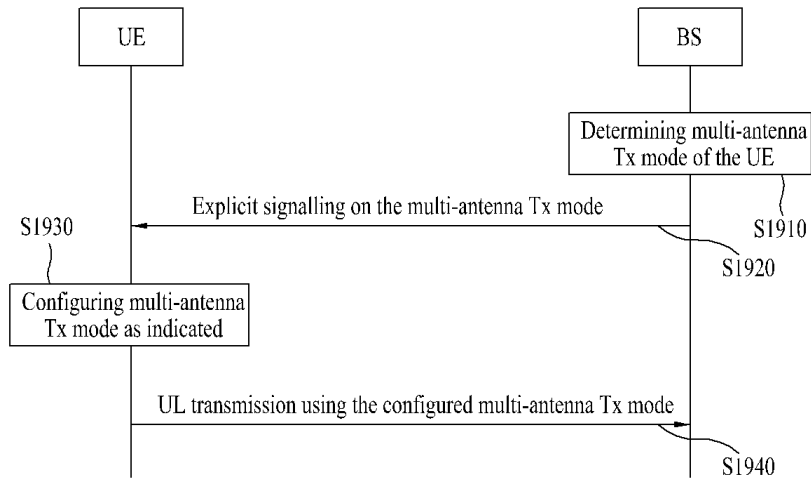 UE
BS
Determining multi-antenna
Tx mode of the UE
S1910
Explicit signalling on the multi-antenna Tx mode
S1920
S1930
Configuring multi-antenna
Tx mode as indicated
UL transmission using the configured multi-antenna Tx mode
S1940